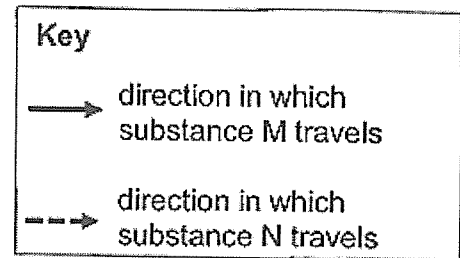 Key
direction in which
substance M travels
direction in which
substance N travels